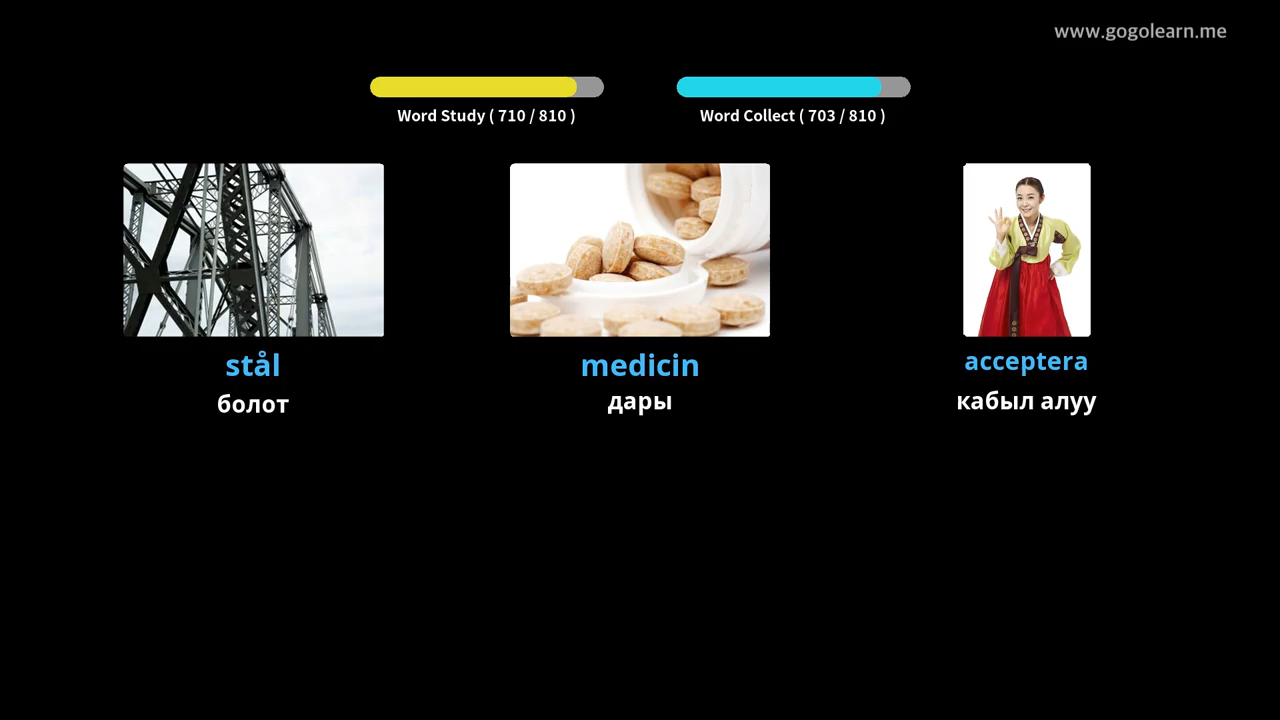 www.gogolearn.me
Word Study ( 710 / 810 )
Word Collect ( 703 / 810 )
stål
болот
medicin
дары
acceptera
кабыл алуу